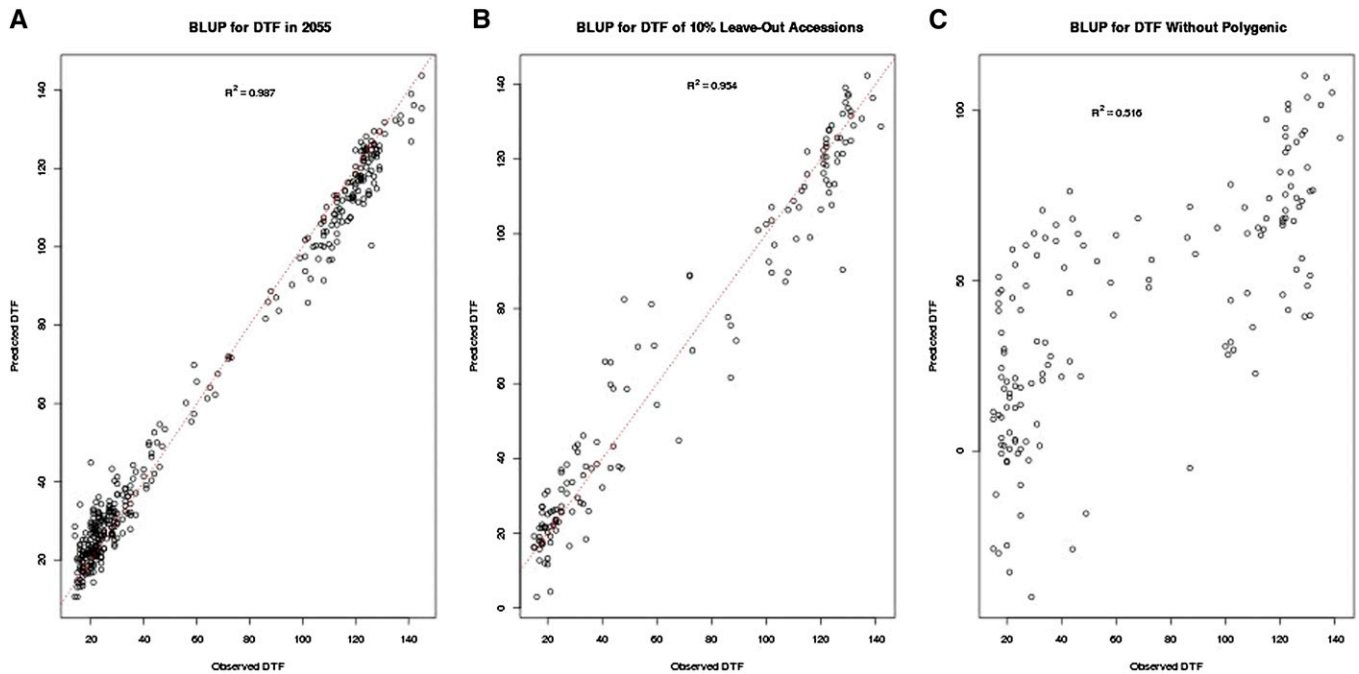 A
BLUP for DTF in 2055
R² = 0.987
140
120
100
80
60
40
20
Predicted DTF
20 40 60 80 100 120 140
Observed DTF
B
BLUP for DTF of 10% Leave-Out Accessions
R² = 0.954
140
120
100
80
60
40
20
0
Predicted DTF
20 40 60 80 100 120 140
Observed DTF
C
BLUP for DTF Without Polygenic
R² = 0.516
100
50
0
Predicted DTF
20 40 60 80 100 120 140
Observed DTF